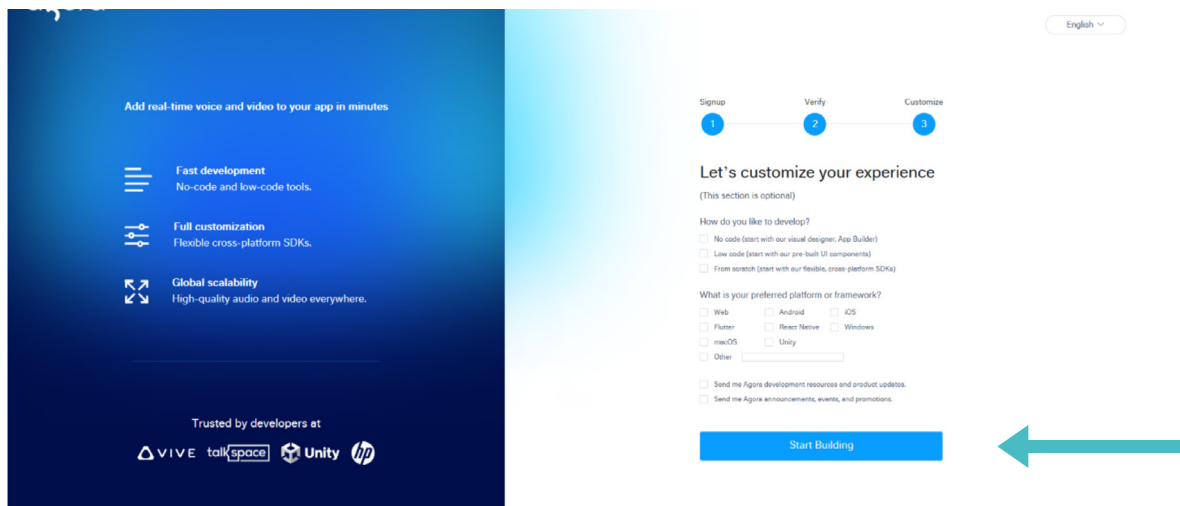 English
Add real-time voice and video to your app in minutes
Fast development
No-code and low-code tools.
Full customization
Flexible cross-platform SDKs.
Global scalability
High-quality audio and video everywhere.
Trusted by developers at
VIVE talkspace Unity hp
Signup Verify Customize
1 2 3
Let's customize your experience
(This section is optional)
How do you like to develop?
No code (start with our visual designer, App Builder)
Low code (start with our pre-built UI components)
From scratch (start with our flexible, cross-platform SDKs)
What is your preferred platform or framework?
Web Android iOS
Flutter React Native Windows
macOS Unity
Other
Send me Agora development resources and product updates.
Send me Agora announcements, events, and promotions.
Start Building